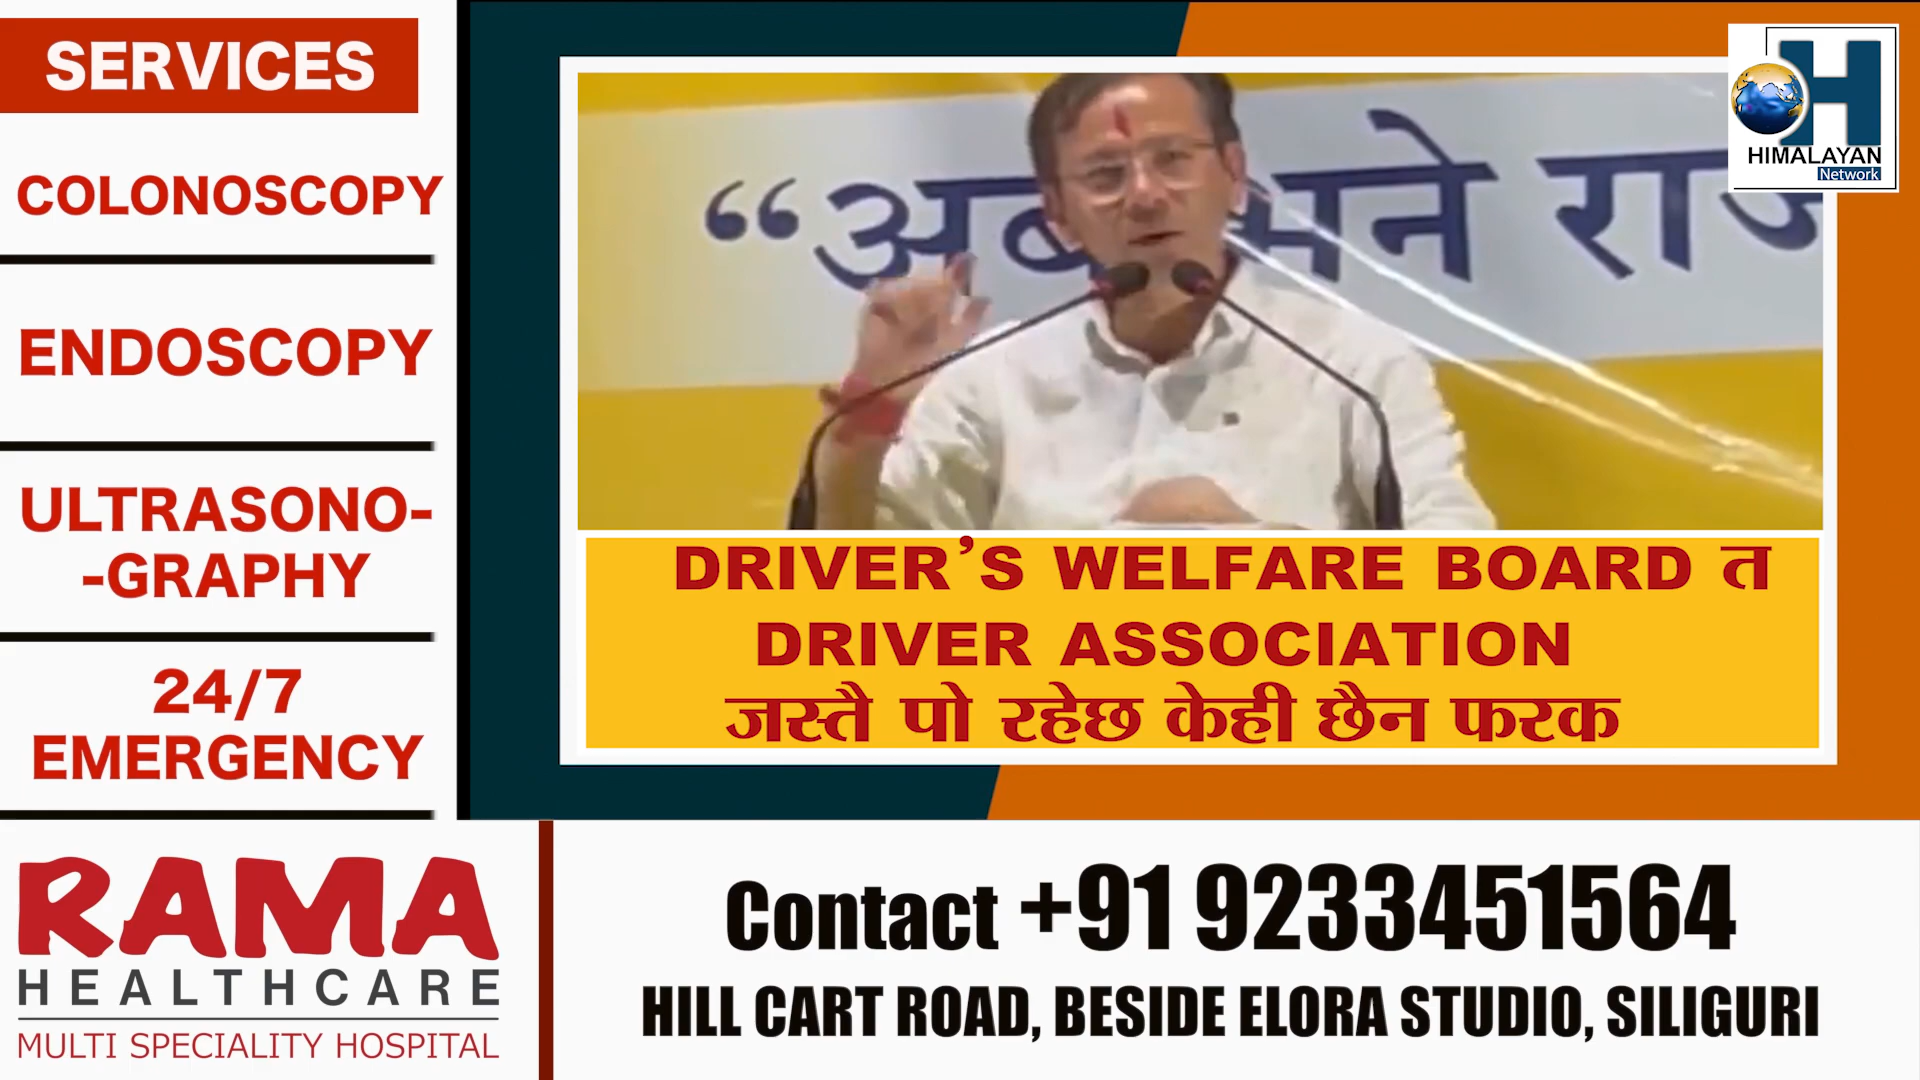 SERVICES
COLONOSCOPY
ENDOSCOPY
ULTRASONO-
-GRAPHY
24/7
EMERGENCY
HIMALAYAN
Network
DRIVER’S WELFARE BOARD त
DRIVER ASSOCIATION
जस्तै पो रहेछ केही छैन फरक
RAMA
HEALTHCARE
MULTI SPECIALITY HOSPITAL
Contact +91 9233451564
HILL CART ROAD, BESIDE ELORA STUDIO, SILIGURI